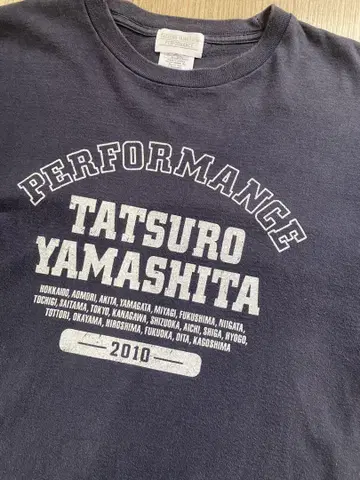 PERFORMANCE
TATSURO
YAMASHITA
HOKKAIDO, AOMORI, AKITA, YAMAGATA, MIYAGI, FUKUSHIMA, NIIGATA,
TOCHIGI, SAITAMA, TOKYO, KANAGAWA, SHIZUOKA, AICHI, SHIGA, HYOGO,
TOTTORI, OKAYAMA, HIROSHIMA, FUKUOKA, OITA, KAGOSHIMA
2010